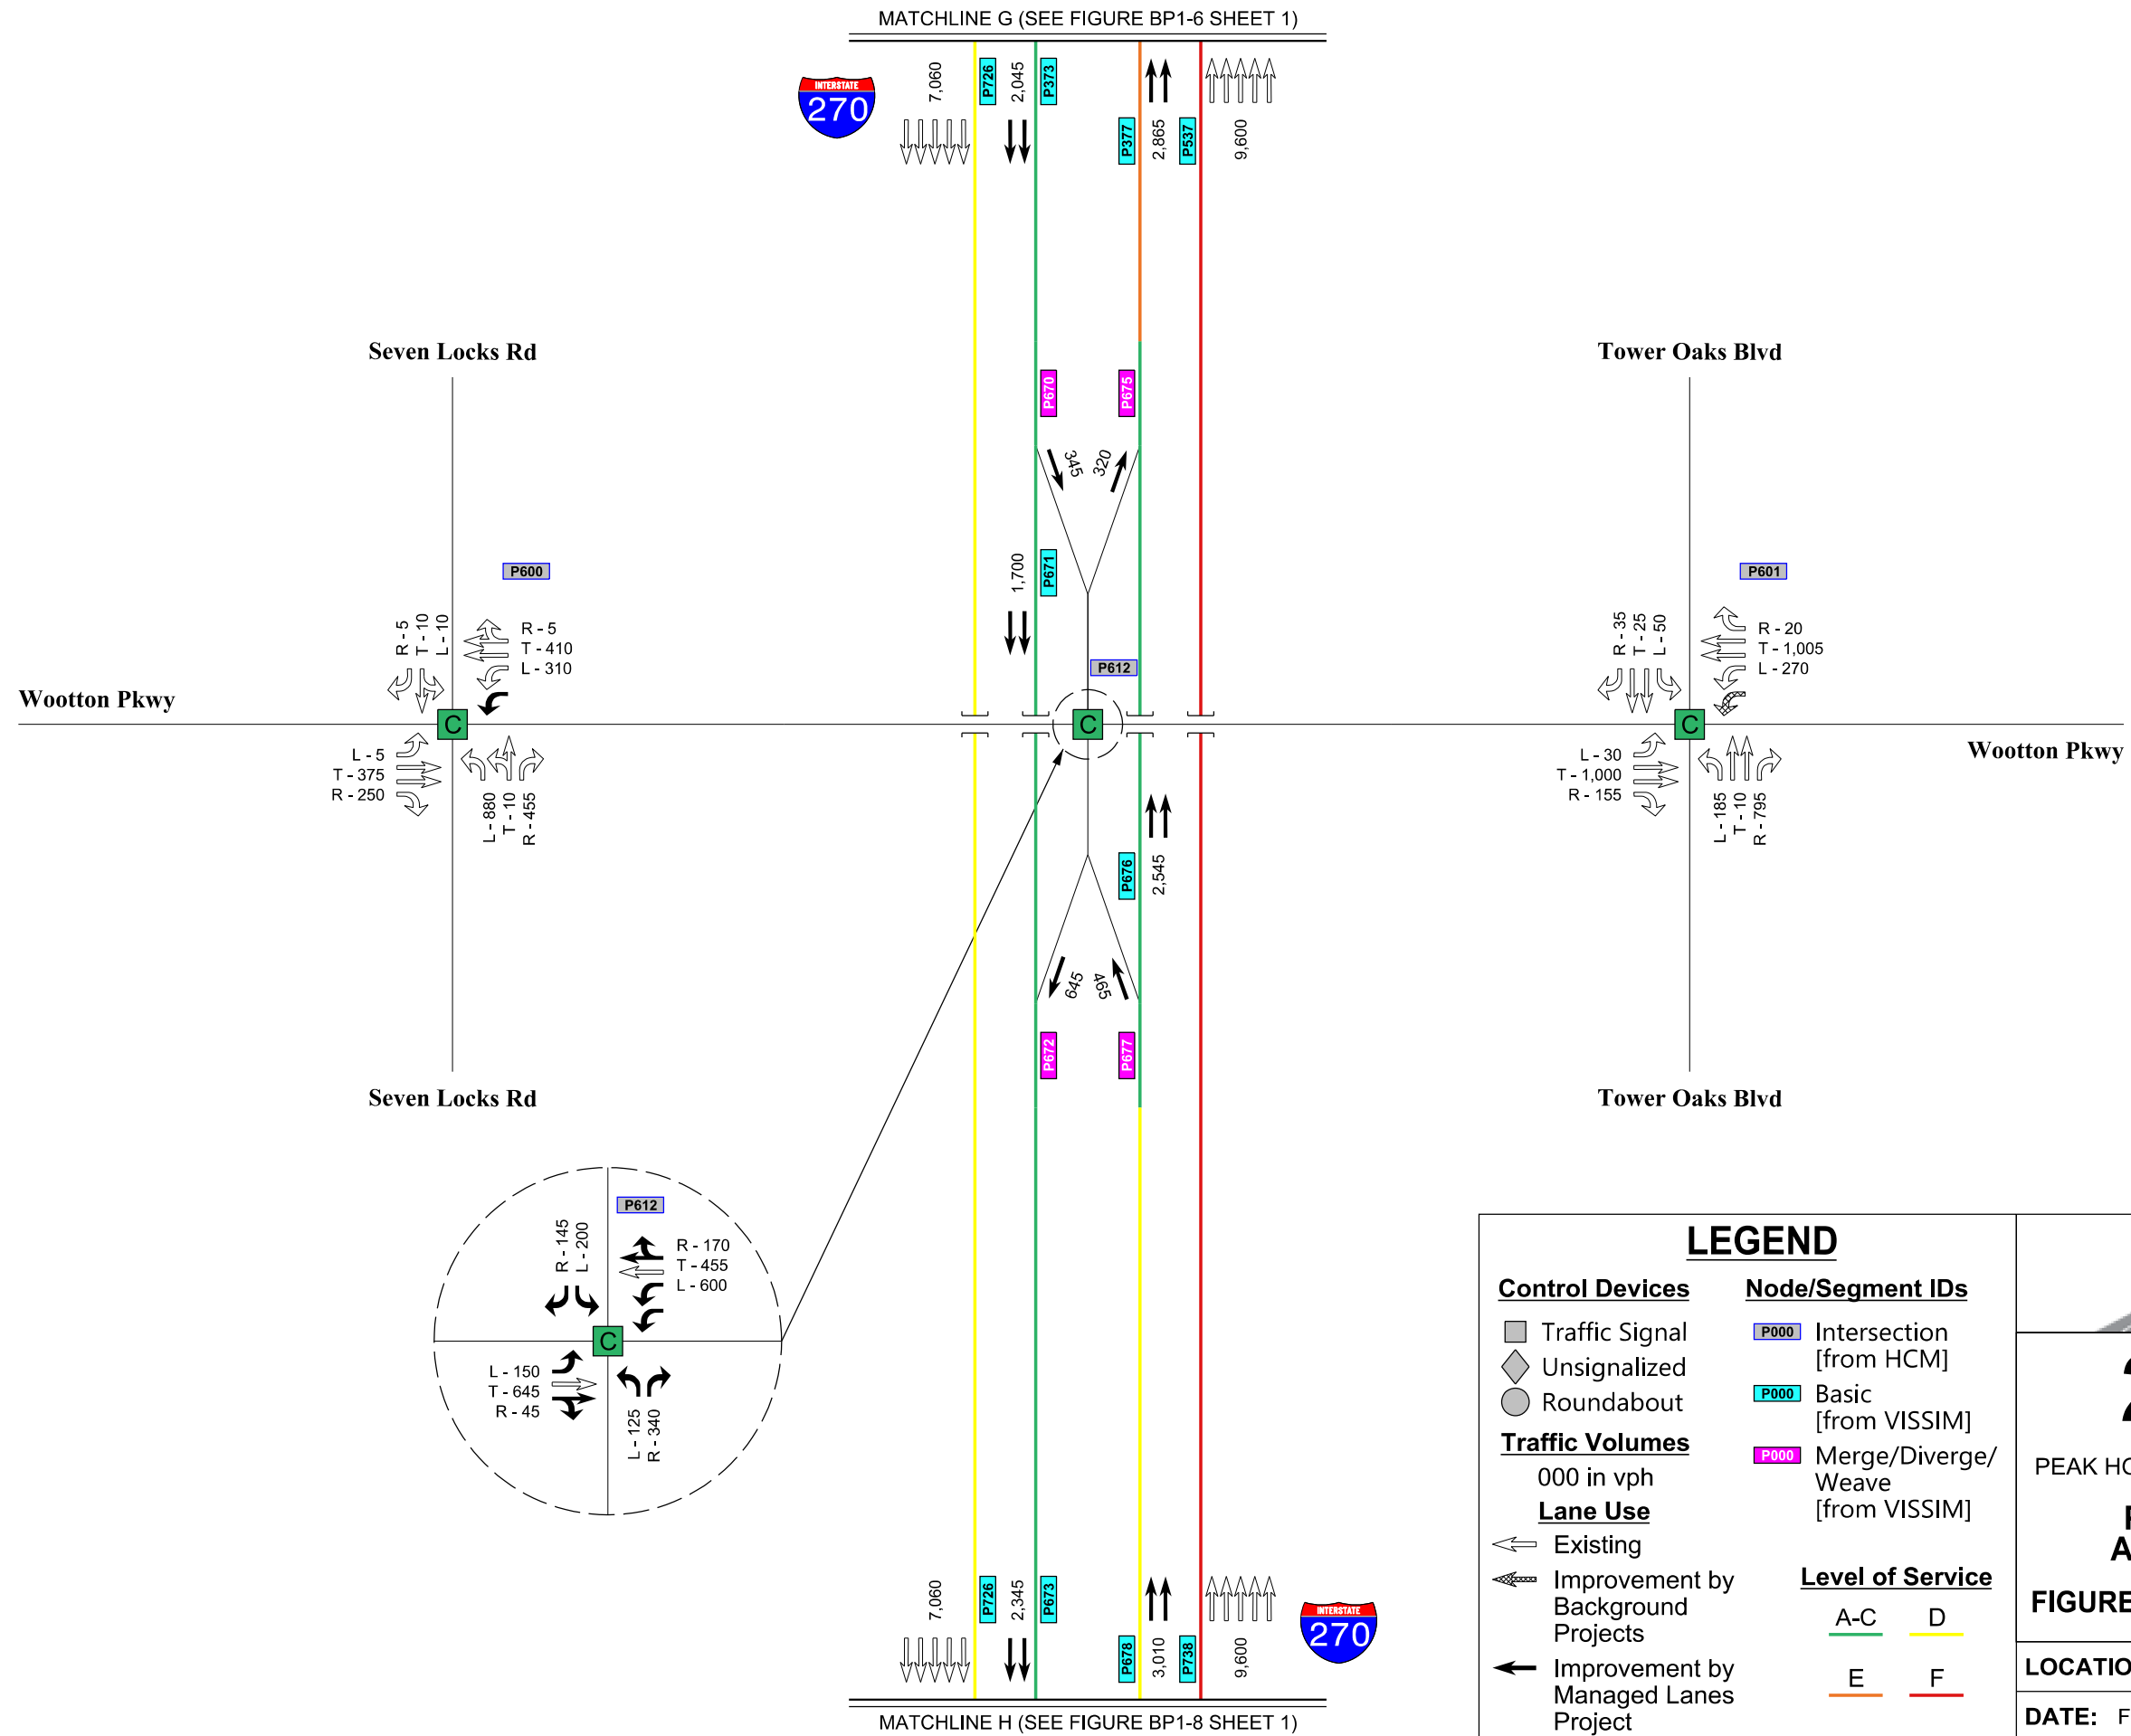 MATCHLINE G (SEE FIGURE BP1-6 SHEET 1)
INTERSTATE
270
7,060
P726
2,045
P373
P377
2,865
P537
9,600
Seven Locks Rd
Tower Oaks Blvd
P670
P675
345
320
1,700
P671
P600
P601
R - 5
T - 10
L - 10
R - 5
T - 410
L - 310
P612
R - 35
T - 25
L - 50
R - 20
T - 1,005
L - 270
Wootton Pkwy
C
C
C
Wootton Pkwy
L - 5
T - 375
R - 250
L - 880
T - 10
R - 455
L - 30
T - 1,000
R - 155
L - 185
T - 10
R - 795
P676
2,545
645
465
P672
P677
Seven Locks Rd
Tower Oaks Blvd
P612
R - 145
L - 200
R - 170
T - 455
L - 600
C
L - 150
T - 645
R - 45
L - 125
R - 340
7,060
P726
2,345
P673
P678
3,010
P738
9,600
INTERSTATE
270
MATCHLINE H (SEE FIGURE BP1-8 SHEET 1)
LEGEND
Control Devices
Traffic Signal
Unsignalized
Roundabout
Traffic Volumes
000 in vph
Lane Use
Existing
Improvement by
Background
Projects
Improvement by
Managed Lanes
Project
Node/Segment IDs
P000 Intersection
[from HCM]
P000 Basic
[from VISSIM]
P000 Merge/Diverge/
Weave
[from VISSIM]
Level of Service
A-C D
E F
PEAK HO
FIGURE
LOCATIO
DATE: F